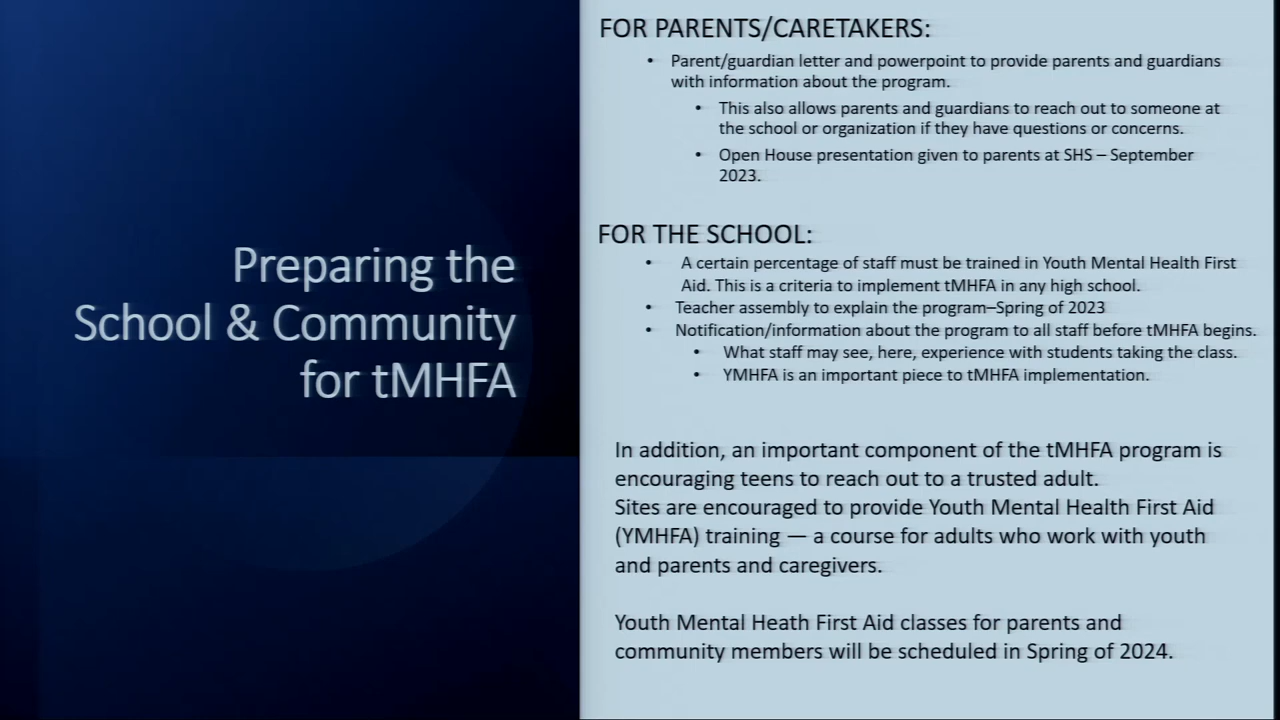 Preparing the
School & Community
for tMHFA
FOR PARENTS/CARETAKERS:
• Parent/guardian letter and powerpoint to provide parents and guardians
with information about the program.
• This also allows parents and guardians to reach out to someone at
the school or organization if they have questions or concerns.
• Open House presentation given to parents at SHS – September
2023.
FOR THE SCHOOL:
• A certain percentage of staff must be trained in Youth Mental Health First
Aid. This is a criteria to implement tMHFA in any high school.
• Teacher assembly to explain the program–Spring of 2023
• Notification/information about the program to all staff before tMHFA begins.
• What staff may see, here, experience with students taking the class.
• YMHFA is an important piece to tMHFA implementation.
In addition, an important component of the tMHFA program is
encouraging teens to reach out to a trusted adult.
Sites are encouraged to provide Youth Mental Health First Aid
(YMHFA) training — a course for adults who work with youth
and parents and caregivers.
Youth Mental Heath First Aid classes for parents and
community members will be scheduled in Spring of 2024.